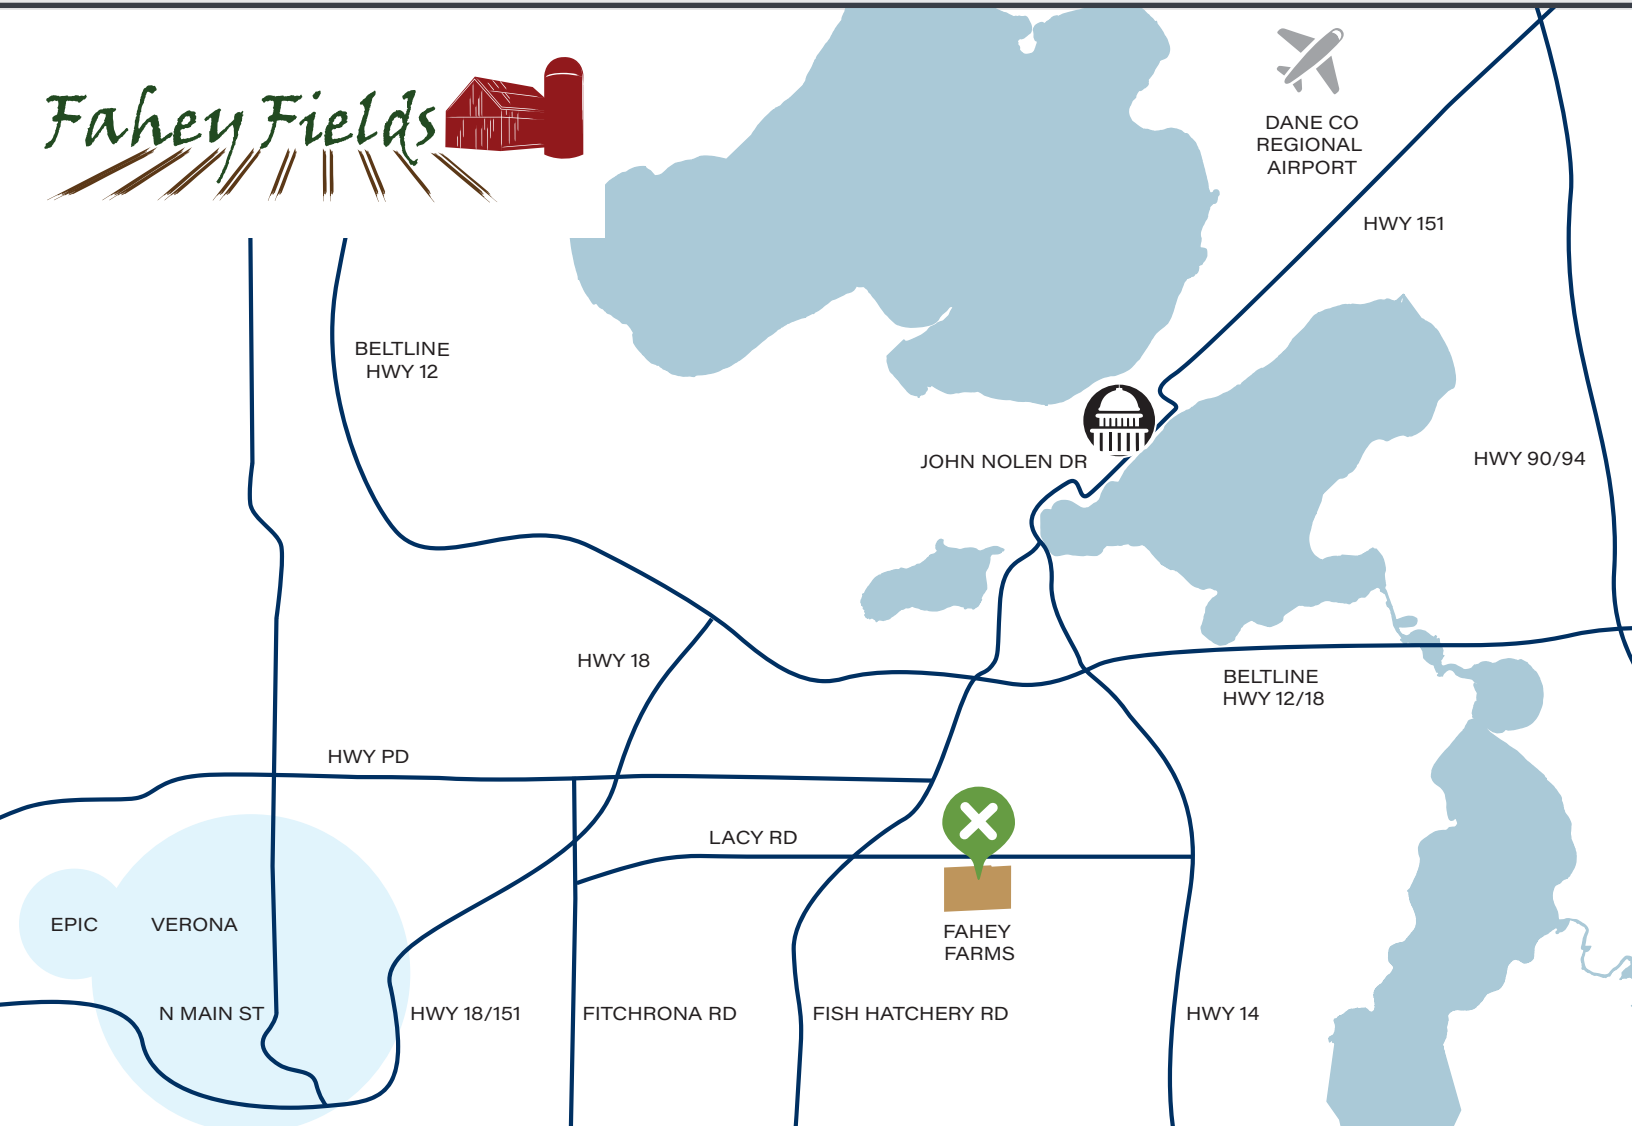 Fahey Fields
DANE CO
REGIONAL
AIRPORT
HWY 151
BELTLINE
HWY 12
JOHN NOLEN DR
HWY 90/94
HWY 18
BELTLINE
HWY 12/18
HWY PD
LACY RD
EPIC
VERONA
FAHEY
FARMS
N MAIN ST
HWY 18/151
FITCHRONA RD
FISH HATCHERY RD
HWY 14